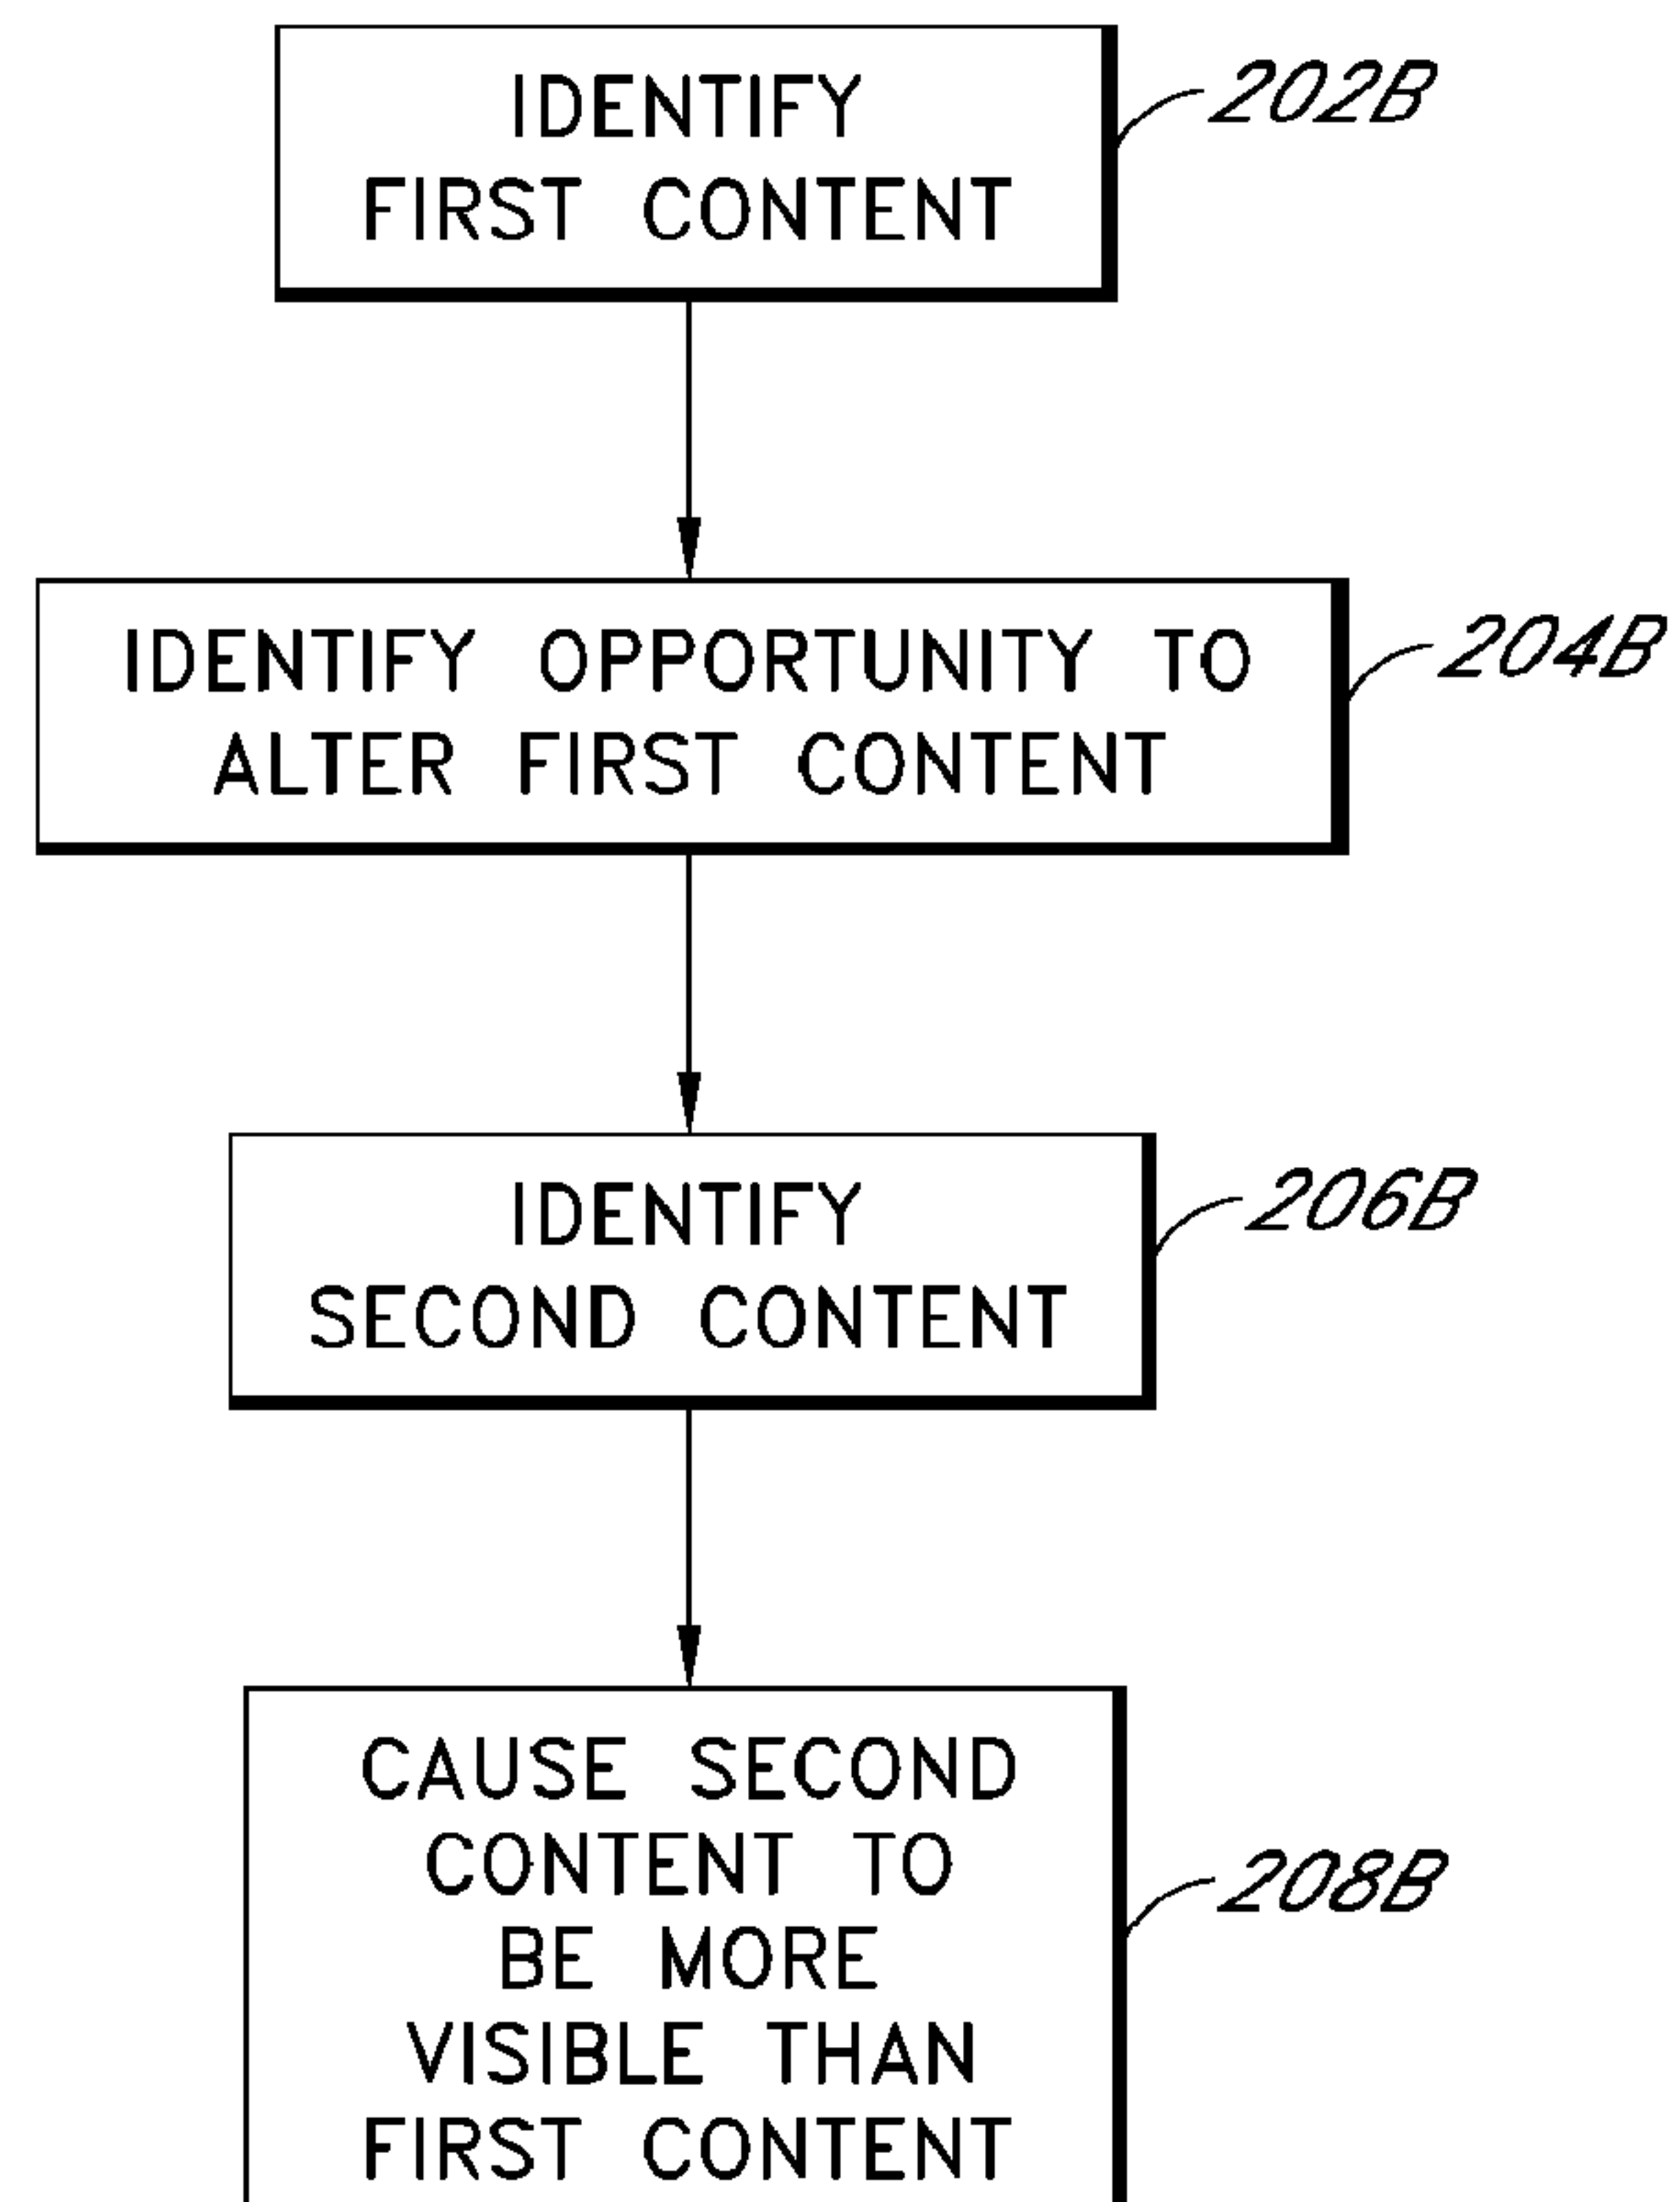 IDENTIFY
FIRST CONTENT
202B
IDENTIFY OPPORTUNITY TO
ALTER FIRST CONTENT
204B
IDENTIFY
SECOND CONTENT
206B
CAUSE SECOND
CONTENT TO
BE MORE
VISIBLE THAN
FIRST CONTENT
208B